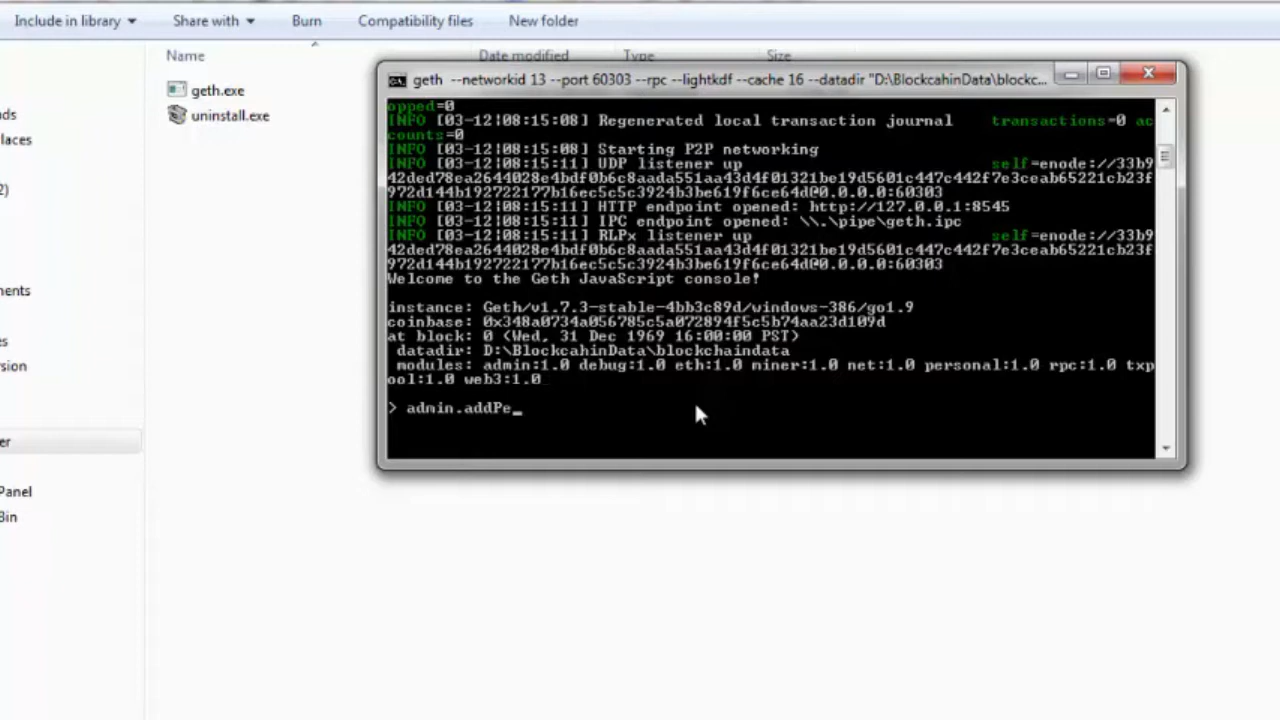 Include in library Share with Burn Compatibility files New folder
Name Date modified Type Size
geth --networkid 13 --port 60303 --rpc --lightkdf --cache 16 --datadir "D:\BlockcahinData\blockc...
geth.exe
uninstall.exe
ds
laces
2)
ments
es
sion
er
Panel
Bin
opped=0
INFO [03-12|08:15:08] Regenerated local transaction journal transactions=0 ac
counts=0
INFO [03-12|08:15:08] Starting P2P networking
INFO [03-12|08:15:11] UDP listener up self=enode://33b9
42ded78ea2644028e4bdf0b6c8aada551aa43d4f01321be19d5601c447c442f7e3ceab65221cb23f
972d144b192722177b16ec5c5c3924b3be619f6ce64d@0.0.0.0:60303
INFO [03-12|08:15:11] HTTP endpoint opened: http://127.0.0.1:8545
INFO [03-12|08:15:11] IPC endpoint opened: \\.\pipe\geth.ipc
INFO [03-12|08:15:11] RLPx listener up self=enode://33b9
42ded78ea2644028e4bdf0b6c8aada551aa43d4f01321be19d5601c447c442f7e3ceab65221cb23f
972d144b192722177b16ec5c5c3924b3be619f6ce64d@0.0.0.0:60303
Welcome to the Geth JavaScript console!
instance: Geth/v1.7.3-stable-4bb3c89d/windows-386/go1.9
coinbase: 0x348a0734a056785c5a072894f5c5b74aa23d109d
at block: 0 (Wed, 31 Dec 1969 16:00:00 PST)
datadir: D:\BlockcahinData\blockchaindata
modules: admin:1.0 debug:1.0 eth:1.0 miner:1.0 net:1.0 personal:1.0 rpc:1.0 txp
ool:1.0 web3:1.0
> admin.addPe_